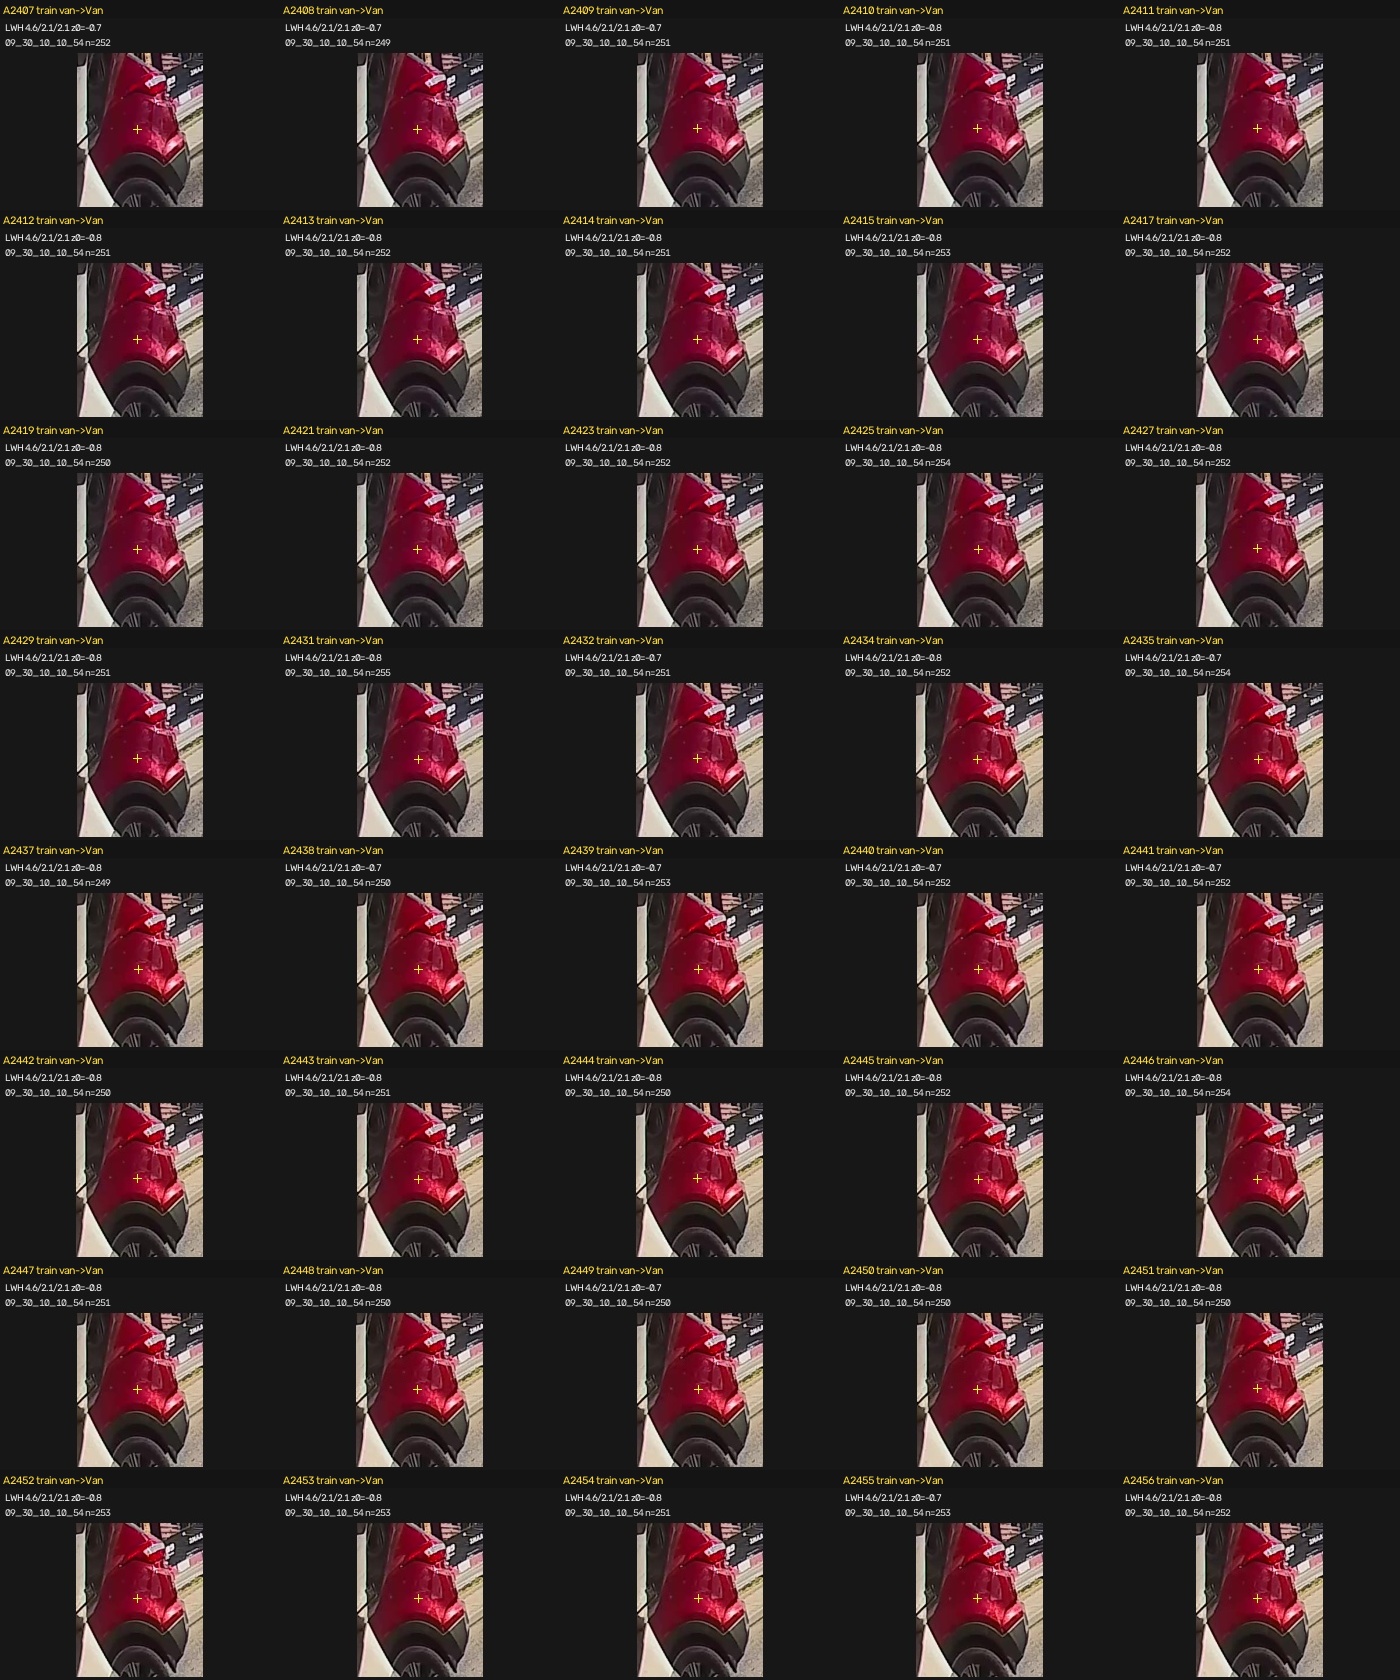 A2407 train van->Van A2408 train van->Van A2409 train van->Van A2410 train van->Van A2411 train van->Van
LWH 4.6/2.1/2.1 z0=-0.7 LWH 4.6/2.1/2.1 z0=-0.7 LWH 4.6/2.1/2.1 z0=-0.7 LWH 4.6/2.1/2.1 z0=-0.8 LWH 4.6/2.1/2.1 z0=-0.8
09_30_10_10_54 n=252 09_30_10_10_54 n=249 09_30_10_10_54 n=251 09_30_10_10_54 n=251 09_30_10_10_54 n=251
A2412 train van->Van A2413 train van->Van A2414 train van->Van A2415 train van->Van A2417 train van->Van
LWH 4.6/2.1/2.1 z0=-0.8 LWH 4.6/2.1/2.1 z0=-0.8 LWH 4.6/2.1/2.1 z0=-0.8 LWH 4.6/2.1/2.1 z0=-0.8 LWH 4.6/2.1/2.1 z0=-0.8
09_30_10_10_54 n=251 09_30_10_10_54 n=252 09_30_10_10_54 n=251 09_30_10_10_54 n=253 09_30_10_10_54 n=252
A2419 train van->Van A2421 train van->Van A2423 train van->Van A2425 train van->Van A2427 train van->Van
LWH 4.6/2.1/2.1 z0=-0.8 LWH 4.6/2.1/2.1 z0=-0.8 LWH 4.6/2.1/2.1 z0=-0.8 LWH 4.6/2.1/2.1 z0=-0.8 LWH 4.6/2.1/2.1 z0=-0.8
09_30_10_10_54 n=250 09_30_10_10_54 n=252 09_30_10_10_54 n=252 09_30_10_10_54 n=254 09_30_10_10_54 n=252
A2429 train van->Van A2431 train van->Van A2432 train van->Van A2434 train van->Van A2435 train van->Van
LWH 4.6/2.1/2.1 z0=-0.8 LWH 4.6/2.1/2.1 z0=-0.8 LWH 4.6/2.1/2.1 z0=-0.7 LWH 4.6/2.1/2.1 z0=-0.8 LWH 4.6/2.1/2.1 z0=-0.7
09_30_10_10_54 n=251 09_30_10_10_54 n=255 09_30_10_10_54 n=251 09_30_10_10_54 n=252 09_30_10_10_54 n=254
A2437 train van->Van A2438 train van->Van A2439 train van->Van A2440 train van->Van A2441 train van->Van
LWH 4.6/2.1/2.1 z0=-0.8 LWH 4.6/2.1/2.1 z0=-0.7 LWH 4.6/2.1/2.1 z0=-0.7 LWH 4.6/2.1/2.1 z0=-0.7 LWH 4.6/2.1/2.1 z0=-0.7
09_30_10_10_54 n=249 09_30_10_10_54 n=250 09_30_10_10_54 n=253 09_30_10_10_54 n=252 09_30_10_10_54 n=252
A2442 train van->Van A2443 train van->Van A2444 train van->Van A2445 train van->Van A2446 train van->Van
LWH 4.6/2.1/2.1 z0=-0.8 LWH 4.6/2.1/2.1 z0=-0.8 LWH 4.6/2.1/2.1 z0=-0.8 LWH 4.6/2.1/2.1 z0=-0.8 LWH 4.6/2.1/2.1 z0=-0.8
09_30_10_10_54 n=250 09_30_10_10_54 n=251 09_30_10_10_54 n=250 09_30_10_10_54 n=252 09_30_10_10_54 n=254
A2447 train van->Van A2448 train van->Van A2449 train van->Van A2450 train van->Van A2451 train van->Van
LWH 4.6/2.1/2.1 z0=-0.8 LWH 4.6/2.1/2.1 z0=-0.8 LWH 4.6/2.1/2.1 z0=-0.7 LWH 4.6/2.1/2.1 z0=-0.8 LWH 4.6/2.1/2.1 z0=-0.8
09_30_10_10_54 n=251 09_30_10_10_54 n=250 09_30_10_10_54 n=250 09_30_10_10_54 n=250 09_30_10_10_54 n=250
A2452 train van->Van A2453 train van->Van A2454 train van->Van A2455 train van->Van A2456 train van->Van
LWH 4.6/2.1/2.1 z0=-0.8 LWH 4.6/2.1/2.1 z0=-0.8 LWH 4.6/2.1/2.1 z0=-0.8 LWH 4.6/2.1/2.1 z0=-0.7 LWH 4.6/2.1/2.1 z0=-0.8
09_30_10_10_54 n=253 09_30_10_10_54 n=253 09_30_10_10_54 n=251 09_30_10_10_54 n=253 09_30_10_10_54 n=252